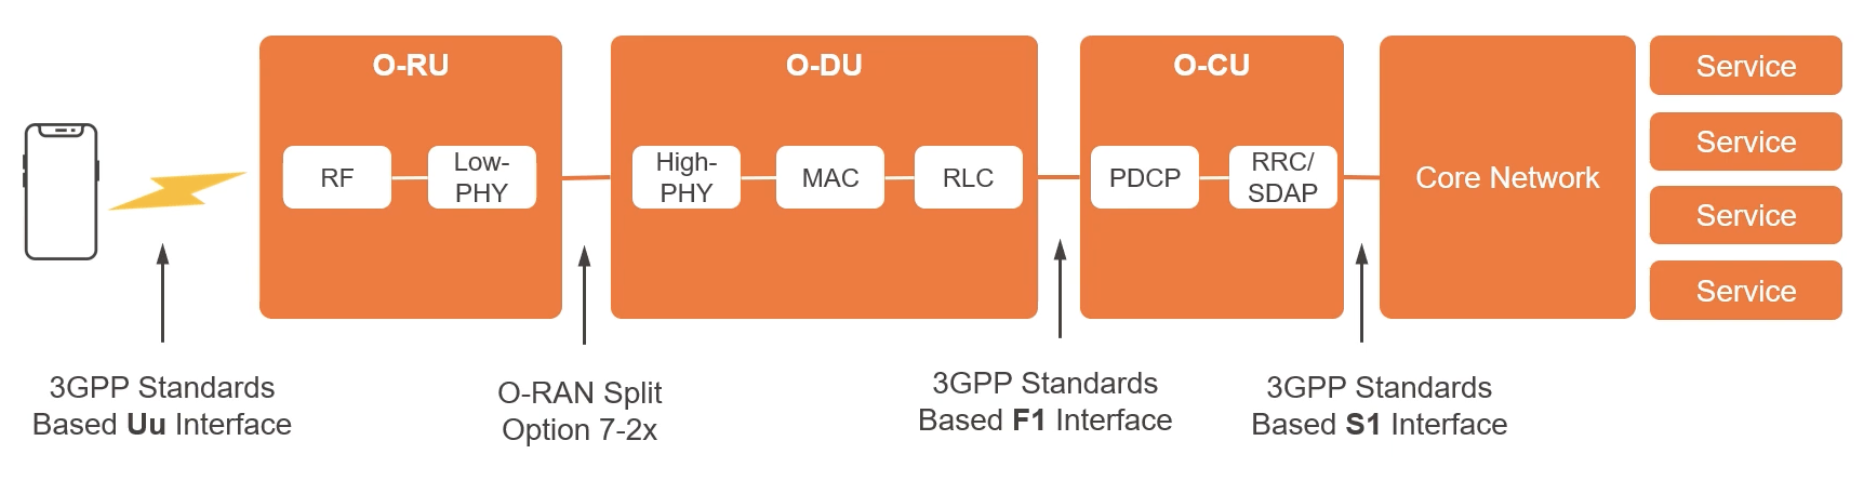 O-RU
O-DU
O-CU
RF
Low-
PHY
High-
PHY
MAC
RLC
PDCP
RRC/
SDAP
Core Network
Service
Service
Service
Service
3GPP Standards
Based Uu Interface
O-RAN Split
Option 7-2x
3GPP Standards
Based F1 Interface
3GPP Standards
Based S1 Interface